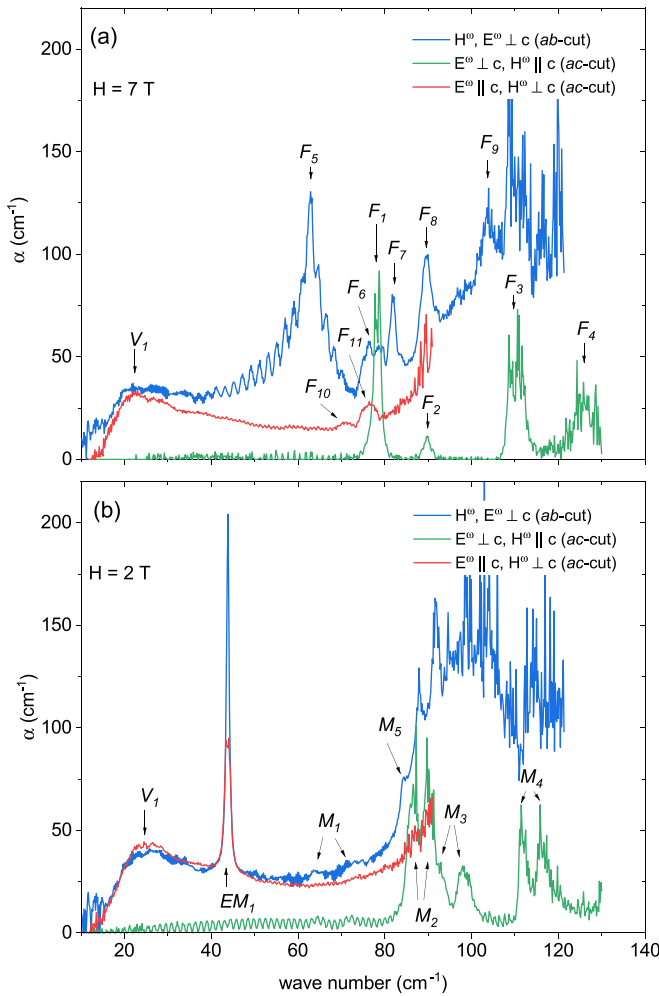 (a)
H^ω, E^ω ⊥ c (ab-cut)
E^ω ⊥ c, H^ω || c (ac-cut)
E^ω || c, H^ω ⊥ c (ac-cut)
H = 7 T
200
150
100
50
0
α (cm⁻¹)
V₁
F₅
F₁
F₆
F₇
F₈
F₉
F₁₁
F₁₀
F₂
F₃
F₄
(b)
H^ω, E^ω ⊥ c (ab-cut)
E^ω ⊥ c, H^ω || c (ac-cut)
E^ω || c, H^ω ⊥ c (ac-cut)
H = 2 T
200
150
100
50
0
α (cm⁻¹)
V₁
EM₁
M₁
M₅
M₂
M₃
M₄
20 40 60 80 100 120 140
wave number (cm⁻¹)